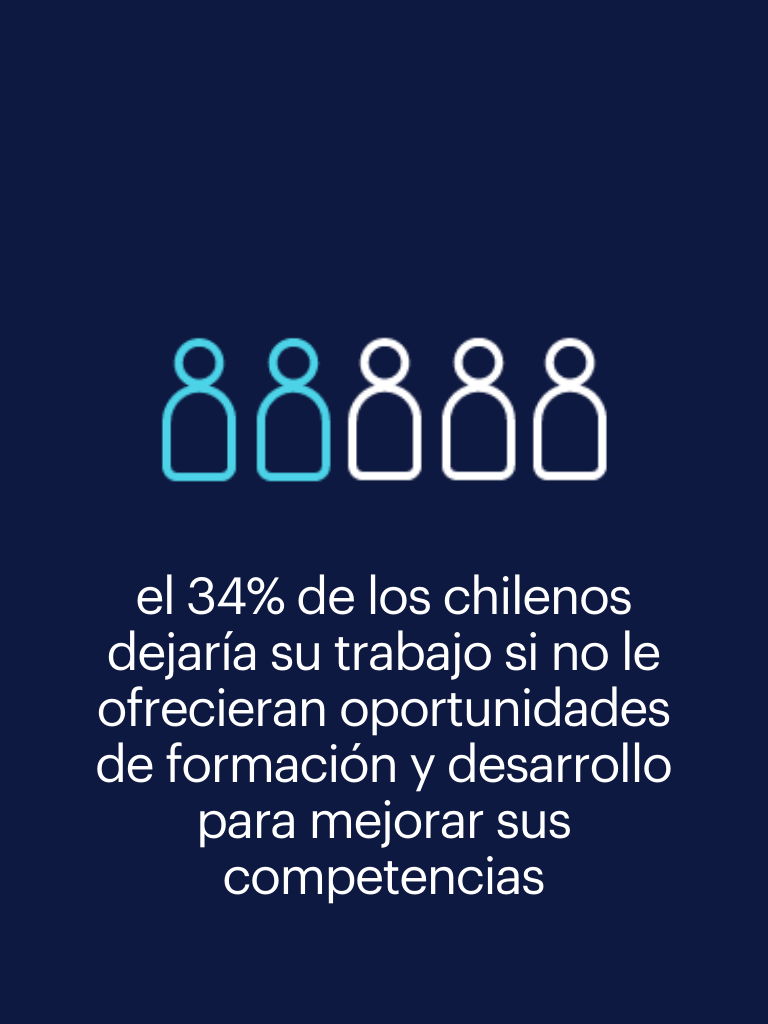 el 34% de los chilenos
dejaría su trabajo si no le
ofrecieran oportunidades
de formación y desarrollo
para mejorar sus
competencias